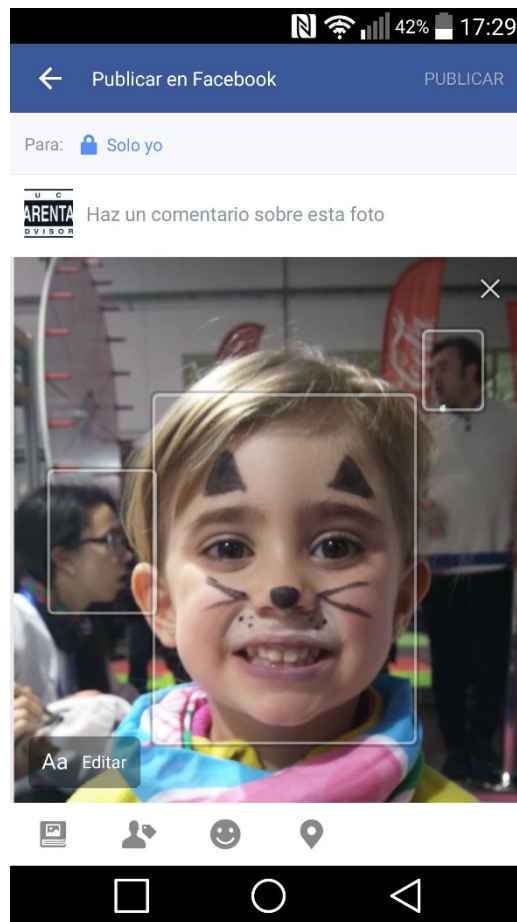 42% 17:29
Publicar en Facebook PUBLICAR
Para: Solo yo
U C
ARENTA
DVISOR
Haz un comentario sobre esta foto
Aa Editar